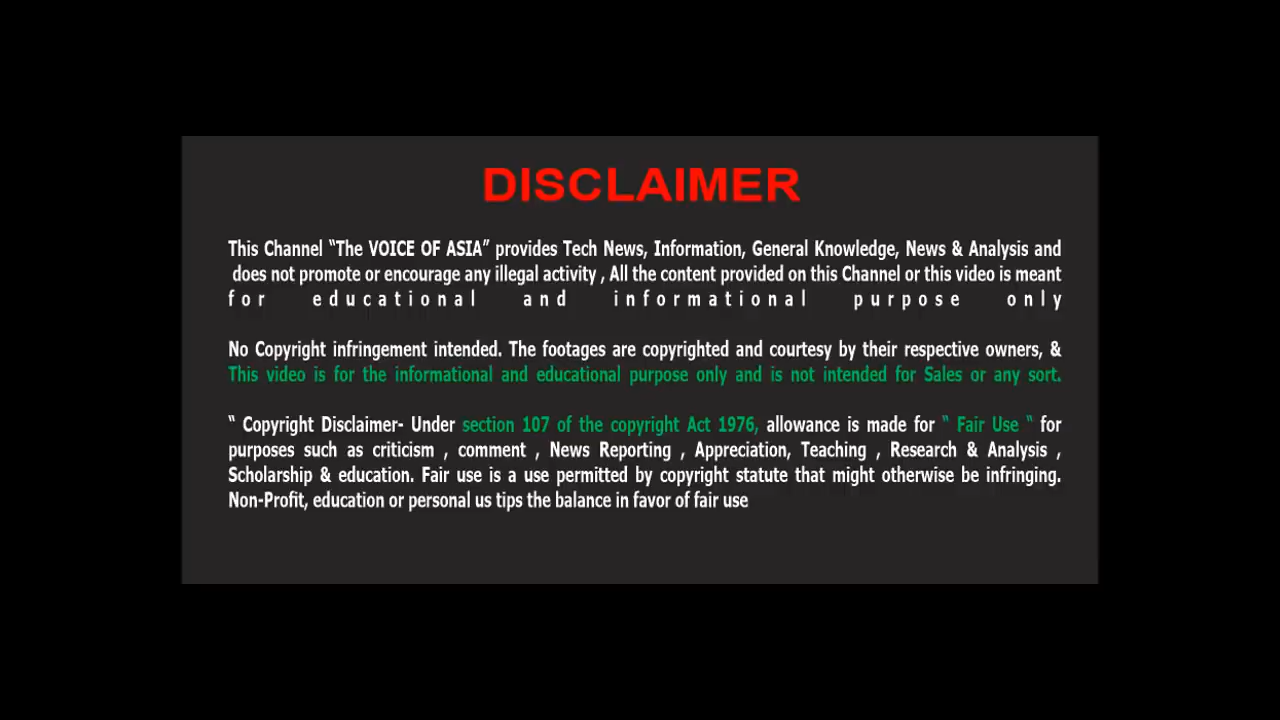 DISCLAIMER
This Channel “The VOICE OF ASIA” provides Tech News, Information, General Knowledge, News & Analysis and
does not promote or encourage any illegal activity , All the content provided on this Channel or this video is meant
for educational and informational purpose only
No Copyright infringement intended. The footages are copyrighted and courtesy by their respective owners, &
This video is for the informational and educational purpose only and is not intended for Sales or any sort.
“ Copyright Disclaimer- Under section 107 of the copyright Act 1976, allowance is made for “ Fair Use “ for
purposes such as criticism , comment , News Reporting , Appreciation, Teaching , Research & Analysis ,
Scholarship & education. Fair use is a use permitted by copyright statute that might otherwise be infringing.
Non-Profit, education or personal us tips the balance in favor of fair use